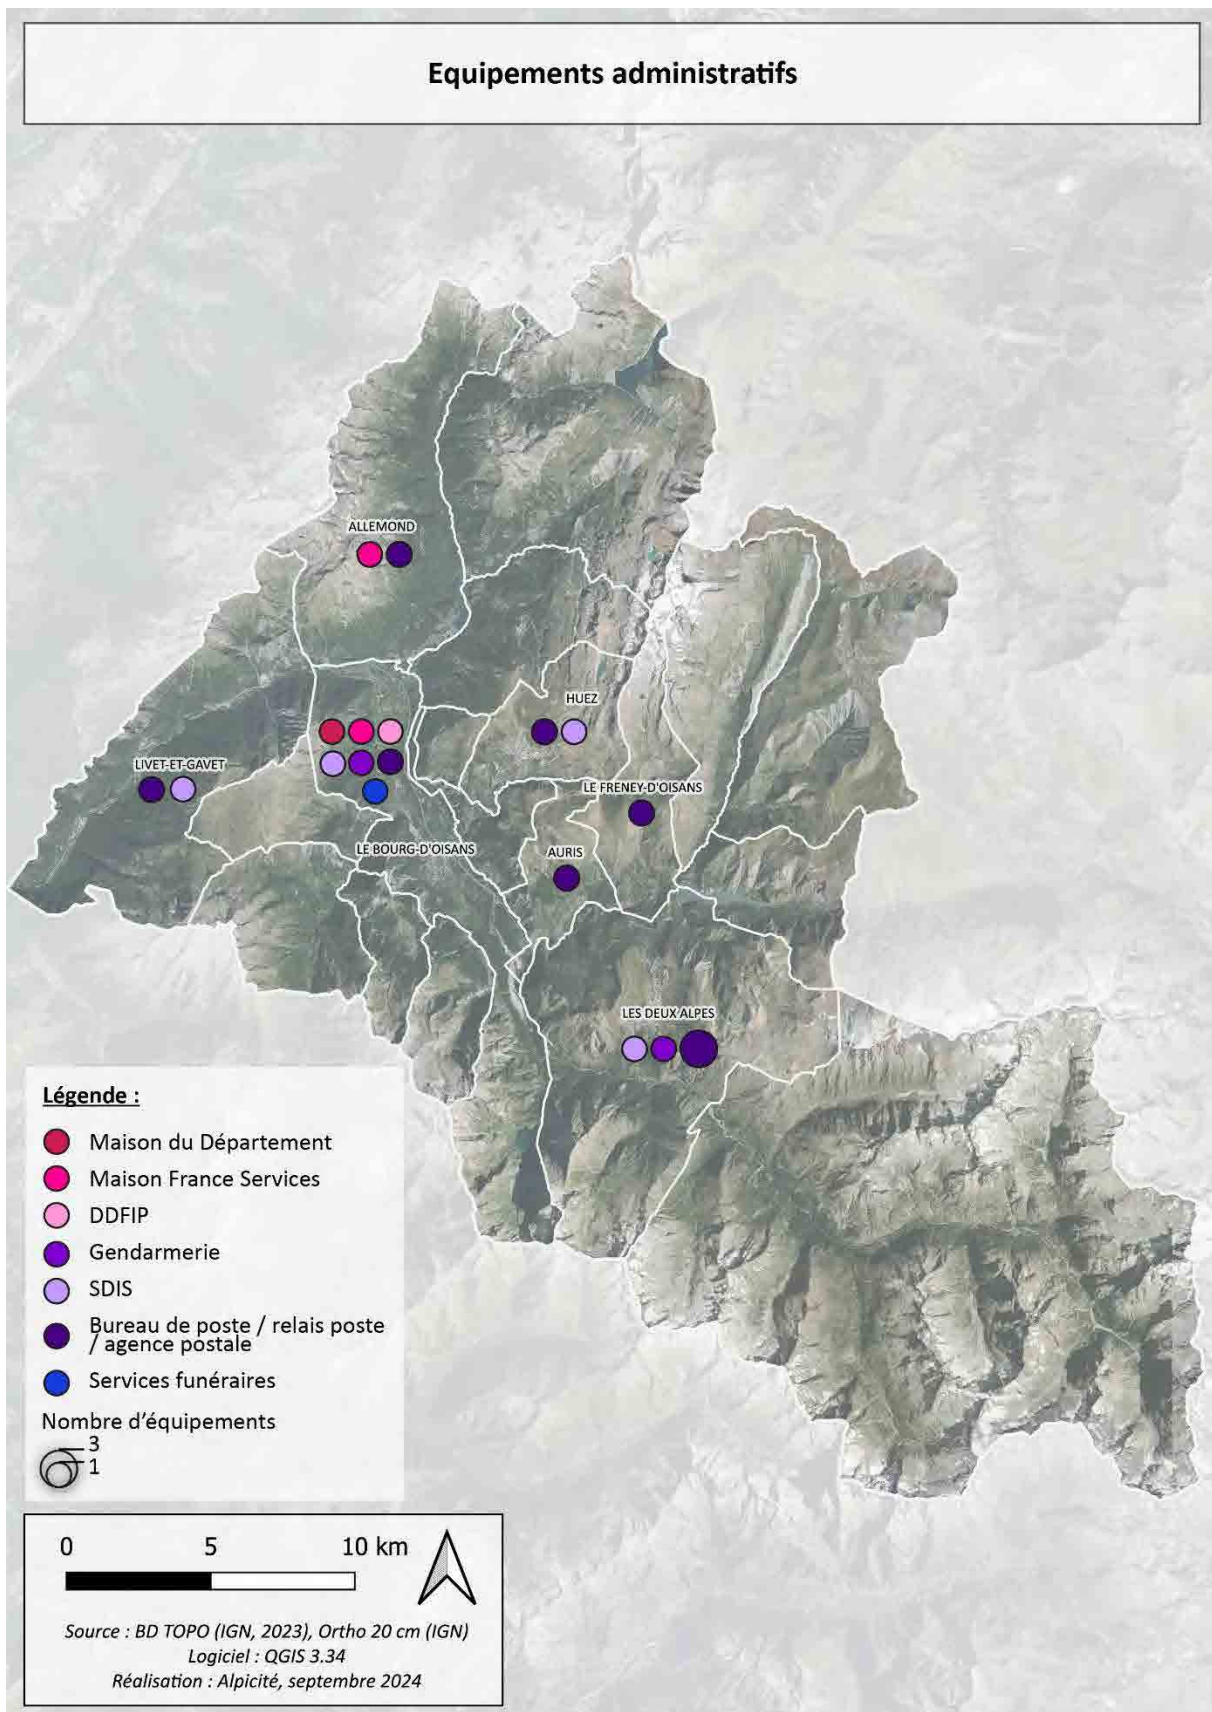 Equipements administratifs
ALLEMOND
HUEZ
LIVET-ET-GAVET
LE FRENEY-D'OISANS
LE BOURG-D'OISANS
AURIS
LES DEUX ALPES
Légende :
Maison du Département
Maison France Services
DDFIP
Gendarmerie
SDIS
Bureau de poste / relais poste
/ agence postale
Services funéraires
Nombre d'équipements
3
1
0 5 10 km
Source : BD TOPO (IGN, 2023), Ortho 20 cm (IGN)
Logiciel : QGIS 3.34
Réalisation : Alpicité, septembre 2024